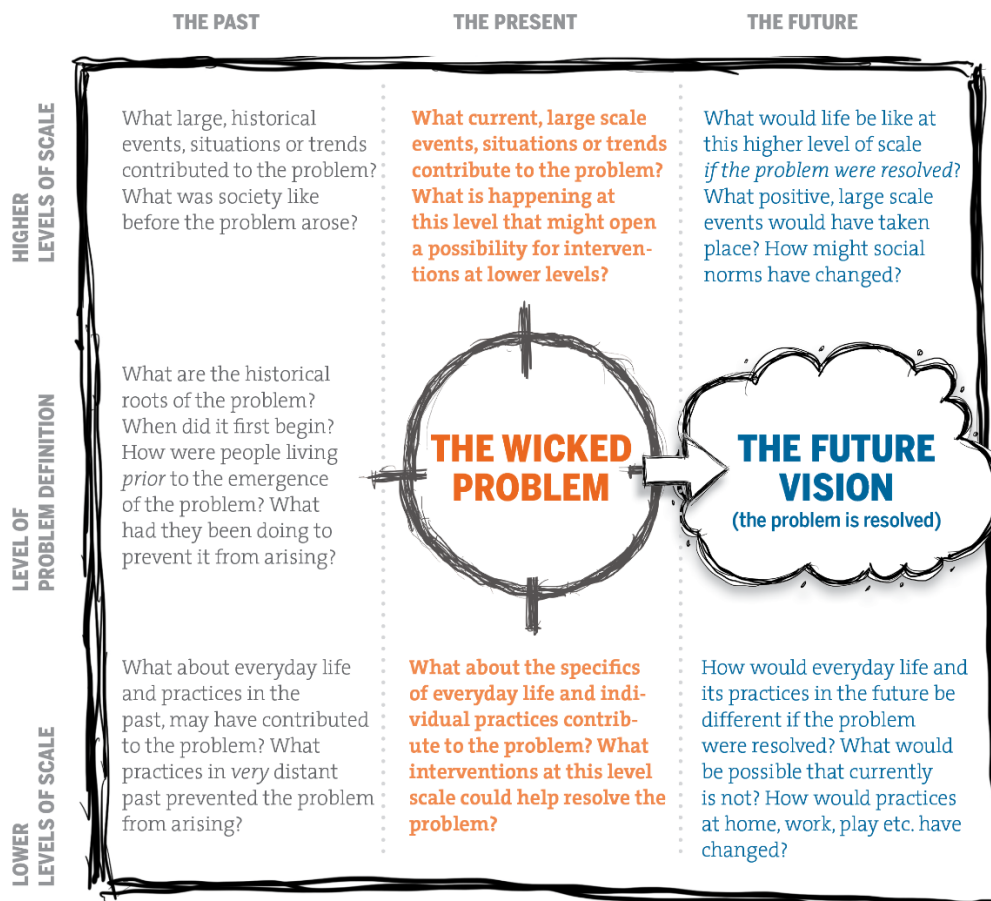 THE PAST
THE PRESENT
THE FUTURE
HIGHER
LEVELS OF SCALE
What large, historical
events, situations or trends
contributed to the problem?
What was society like
before the problem arose?
What current, large scale
events, situations or trends
contribute to the problem?
What is happening at
this level that might open
a possibility for interven-
tions at lower levels?
What would life be like at
this higher level of scale
if the problem were resolved?
What positive, large scale
events would have taken
place? How might social
norms have changed?
LEVEL OF
PROBLEM DEFINITION
What are the historical
roots of the problem?
When did it first begin?
How were people living
prior to the emergence
of the problem? What
had they been doing to
prevent it from arising?
THE WICKED
PROBLEM
THE FUTURE
VISION
(the problem is resolved)
LOWER
LEVELS OF SCALE
What about everyday life
and practices in the
past, may have contributed
to the problem? What
practices in very distant
past prevented the problem
from arising?
What about the specifics
of everyday life and indi-
vidual practices contrib-
ute to the problem? What
interventions at this level
scale could help resolve the
problem?
How would everyday life and
its practices in the future be
different if the problem
were resolved? What would
be possible that currently
is not? How would practices
at home, work, play etc. have
changed?